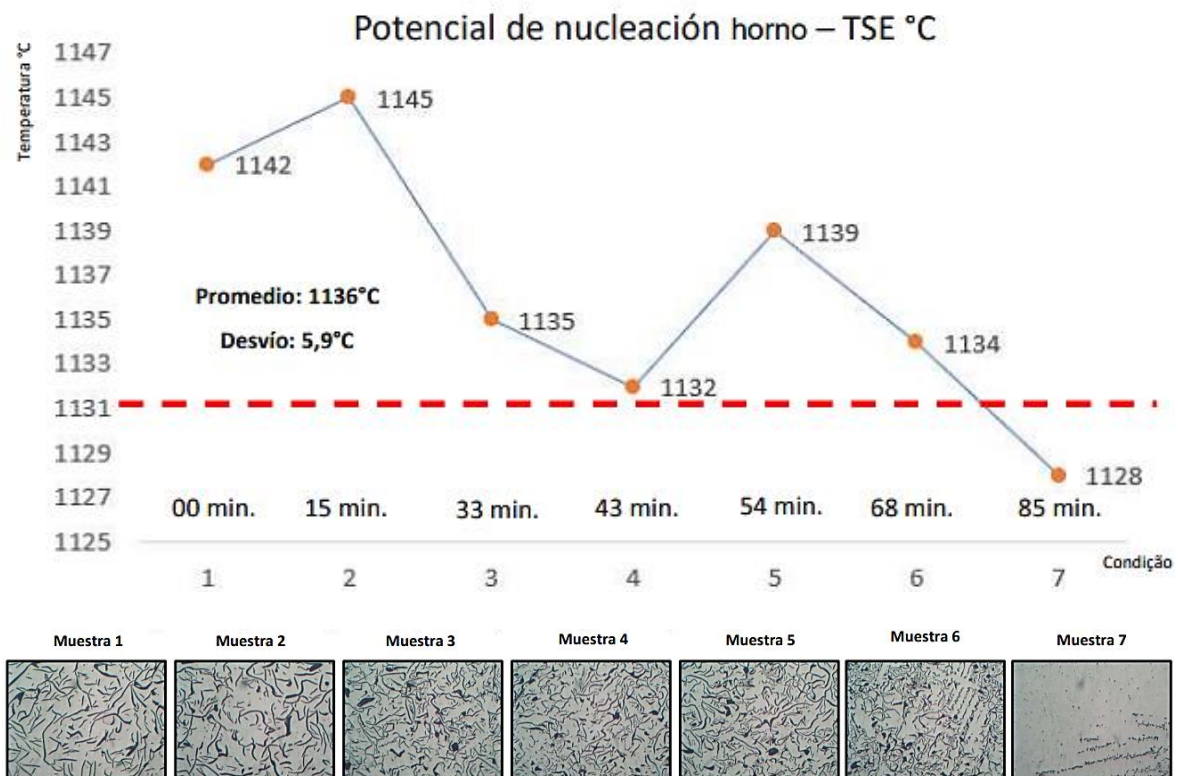 Potencial de nucleación horno – TSE °C
Temperatura °C
1147
1145
1143
1141
1139
1137
1135
1133
1131
1129
1127
1125
1142
1145
1135
1132
1139
1134
1128
Promedio: 1136°C
Desvío: 5,9°C
00 min. 15 min. 33 min. 43 min. 54 min. 68 min. 85 min.
1 2 3 4 5 6 7
Condição
Muestra 1 Muestra 2 Muestra 3 Muestra 4 Muestra 5 Muestra 6 Muestra 7